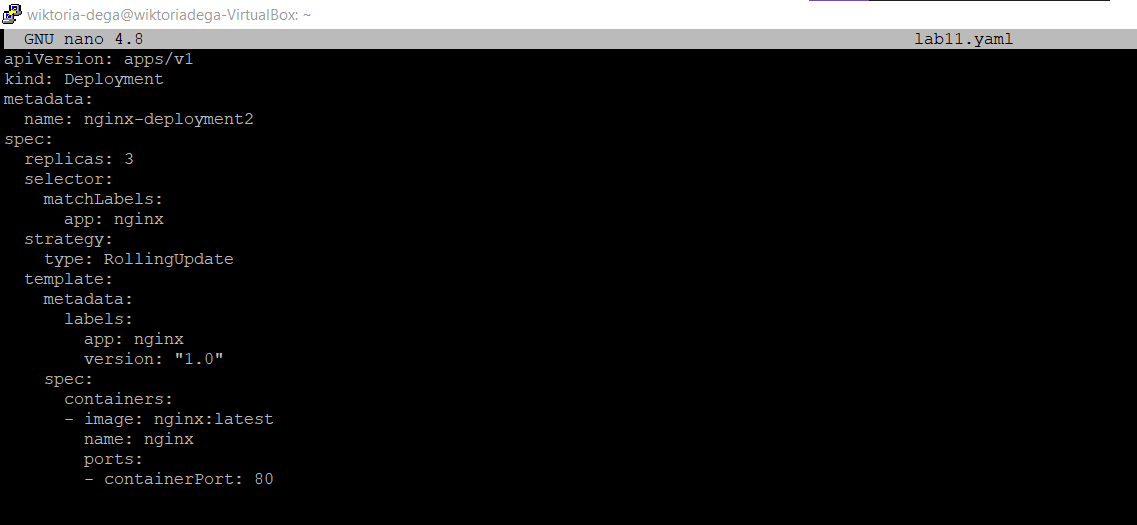 wiktoria-dega@wiktoriadega-VirtualBox: ~
GNU nano 4.8 lab11.yaml
apiVersion: apps/v1
kind: Deployment
metadata:
  name: nginx-deployment2
spec:
  replicas: 3
  selector:
    matchLabels:
      app: nginx
  strategy:
    type: RollingUpdate
  template:
    metadata:
      labels:
        app: nginx
        version: "1.0"
    spec:
      containers:
      - image: nginx:latest
        name: nginx
        ports:
        - containerPort: 80